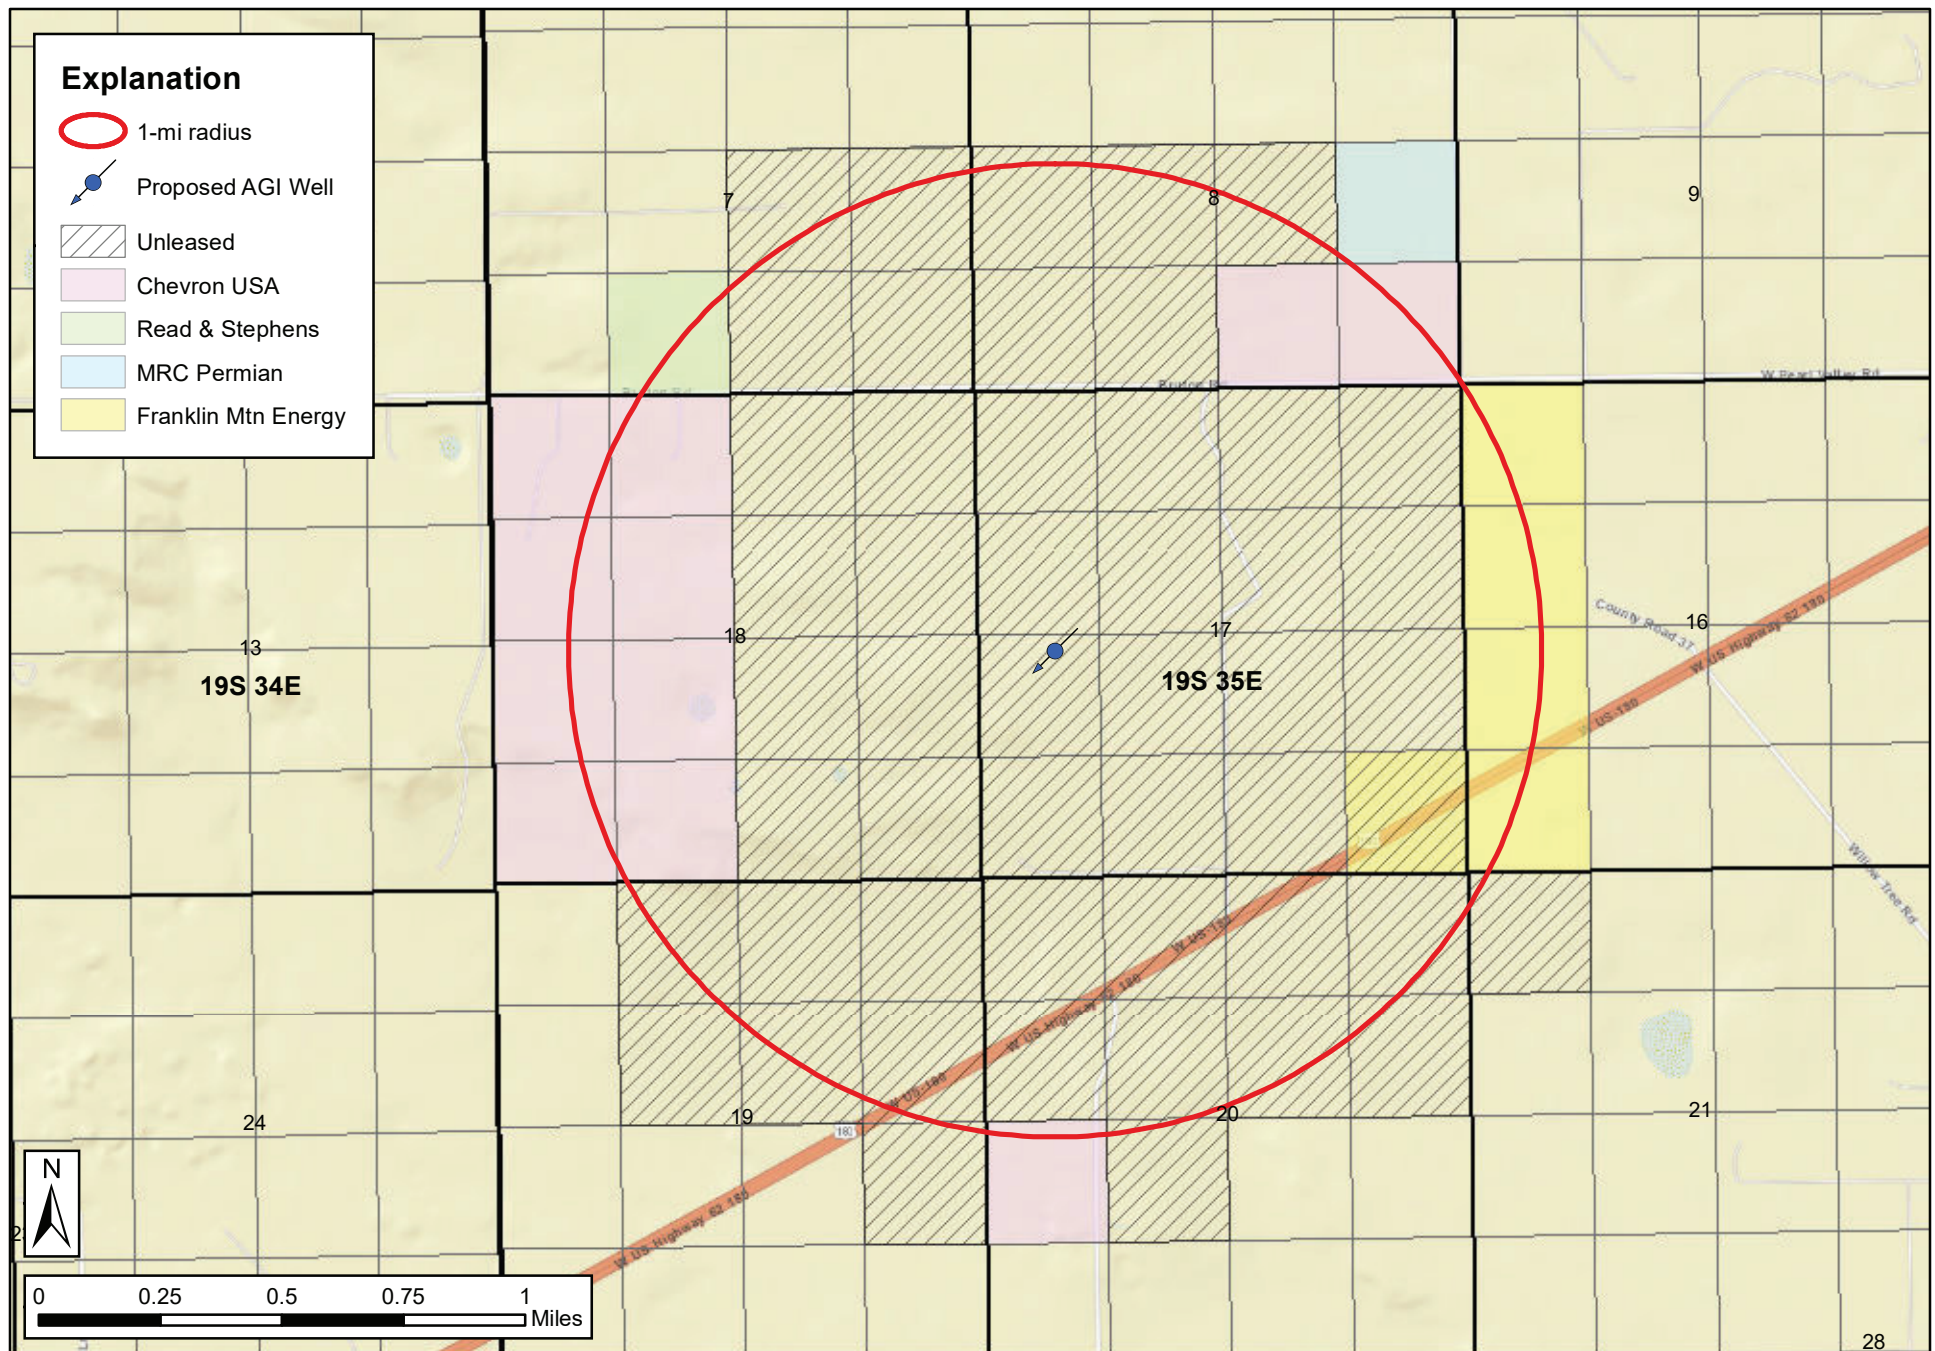 Explanation
1-mi radius
Proposed AGI Well
Unleased
Chevron USA
Read & Stephens
MRC Permian
Franklin Mtn Energy
7
8
9
Bruton Rd
W Pearl Valley Rd
County Road 37
W US Highway 62 180
18
17
16
13
19S 34E
19S 35E
W US-180
Willow Tree Rd
W US-180
W US Highway 62 180
W US-180
24
19
20
21
180
W US Highway 62 180
N
0 0.25 0.5 0.75 1
Miles
28